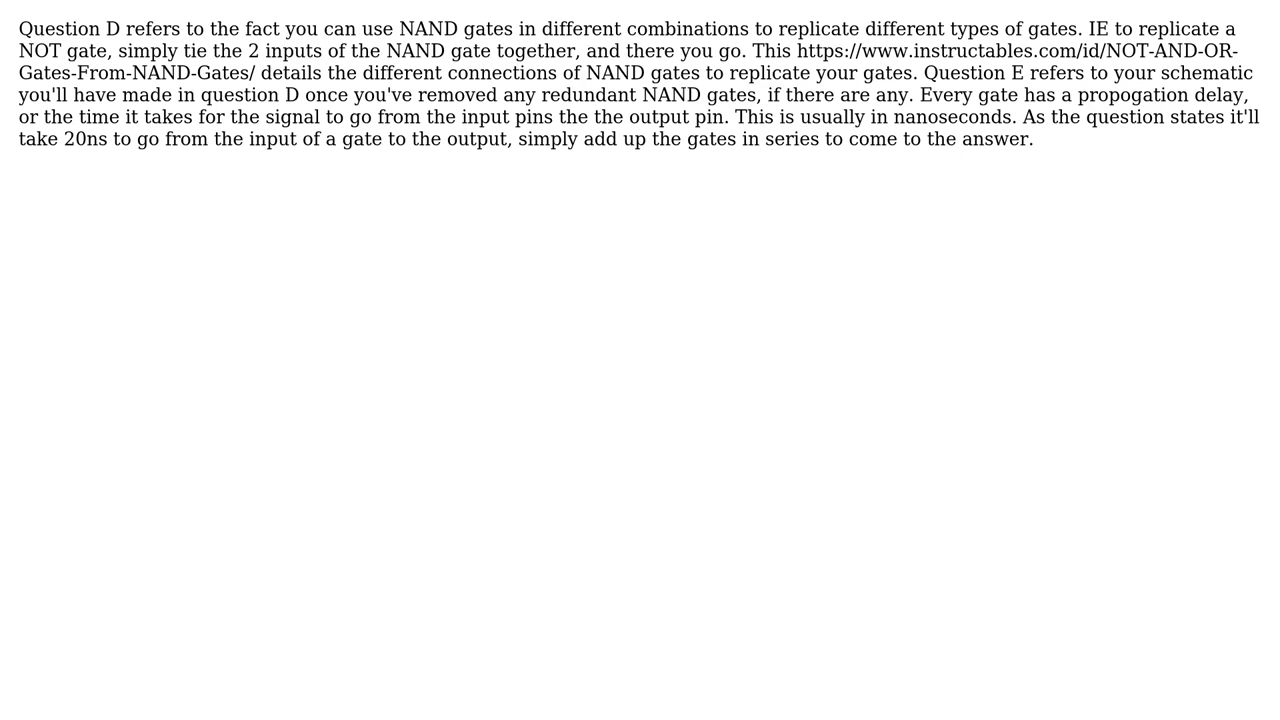 Question D refers to the fact you can use NAND gates in different combinations to replicate different types of gates. IE to replicate a
NOT gate, simply tie the 2 inputs of the NAND gate together, and there you go. This https://www.instructables.com/id/NOT-AND-OR-
Gates-From-NAND-Gates/ details the different connections of NAND gates to replicate your gates. Question E refers to your schematic
you'll have made in question D once you've removed any redundant NAND gates, if there are any. Every gate has a propogation delay,
or the time it takes for the signal to go from the input pins the the output pin. This is usually in nanoseconds. As the question states it'll
take 20ns to go from the input of a gate to the output, simply add up the gates in series to come to the answer.